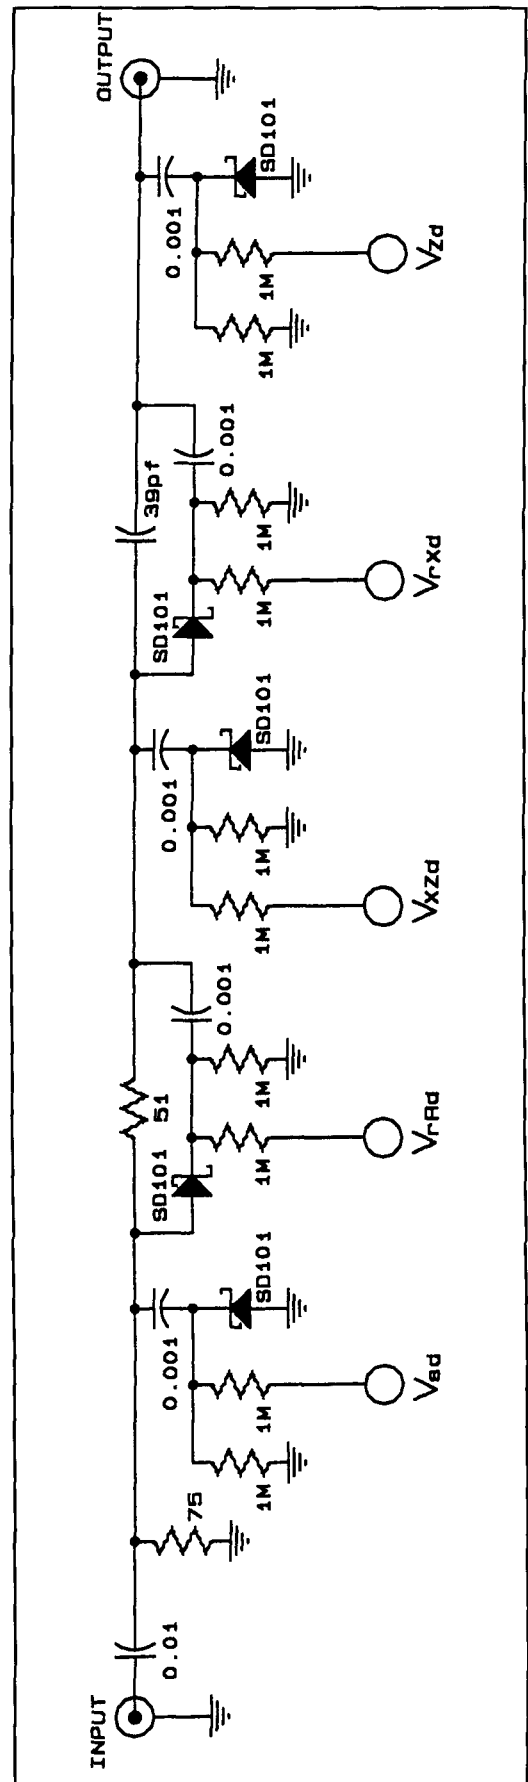 INPUT
0.01
75
1M
1M
0.001
SD101
Vsd
SD101
51
1M
1M
0.001
VrRd
1M
1M
0.001
SD101
VXZd
SD101
39pf
1M
1M
0.001
VrXd
1M
1M
0.001
SD101
VZd
OUTPUT